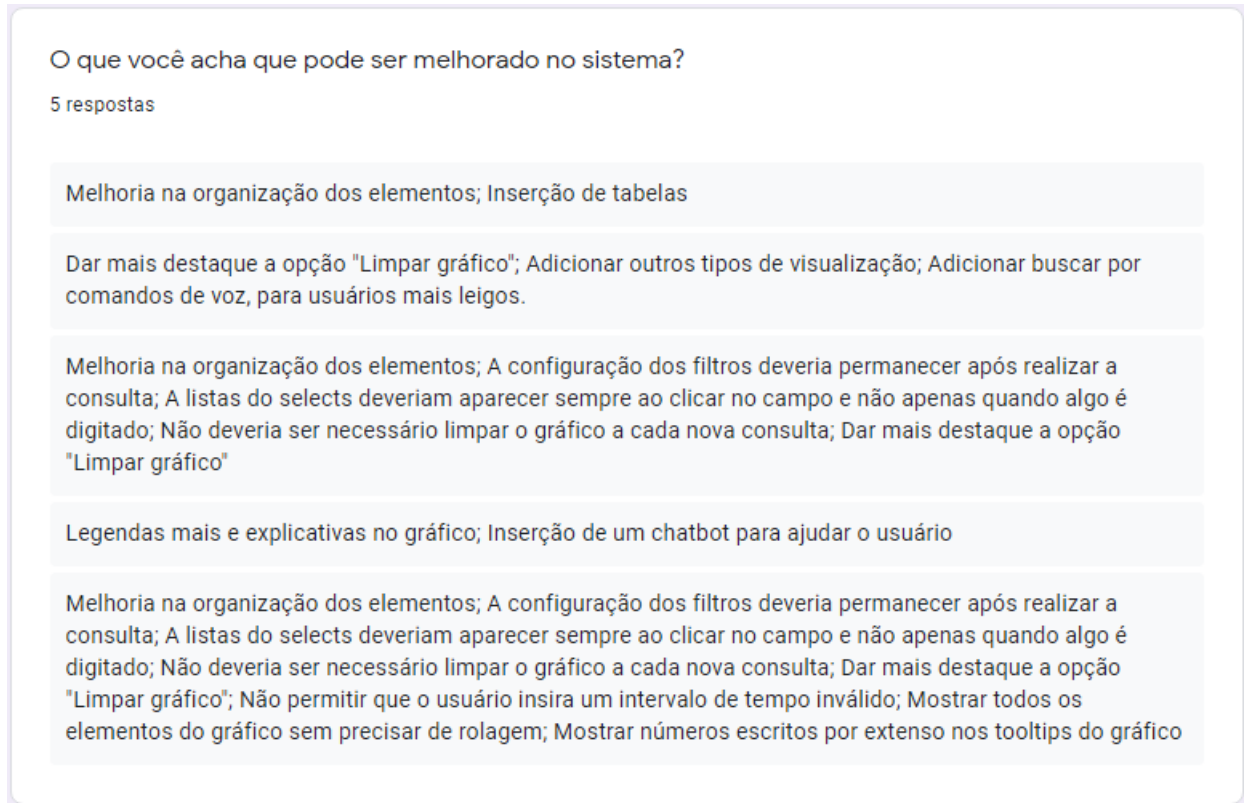 O que você acha que pode ser melhorado no sistema?
5 respostas
Melhoria na organização dos elementos; Inserção de tabelas
Dar mais destaque a opção "Limpar gráfico"; Adicionar outros tipos de visualização; Adicionar buscar por
comandos de voz, para usuários mais leigos.
Melhoria na organização dos elementos; A configuração dos filtros deveria permanecer após realizar a
consulta; A listas do selects deveriam aparecer sempre ao clicar no campo e não apenas quando algo é
digitado; Não deveria ser necessário limpar o gráfico a cada nova consulta; Dar mais destaque a opção
"Limpar gráfico"
Legendas mais e explicativas no gráfico; Inserção de um chatbot para ajudar o usuário
Melhoria na organização dos elementos; A configuração dos filtros deveria permanecer após realizar a
consulta; A listas do selects deveriam aparecer sempre ao clicar no campo e não apenas quando algo é
digitado; Não deveria ser necessário limpar o gráfico a cada nova consulta; Dar mais destaque a opção
"Limpar gráfico"; Não permitir que o usuário insira um intervalo de tempo inválido; Mostrar todos os
elementos do gráfico sem precisar de rolagem; Mostrar números escritos por extenso nos tooltips do gráfico